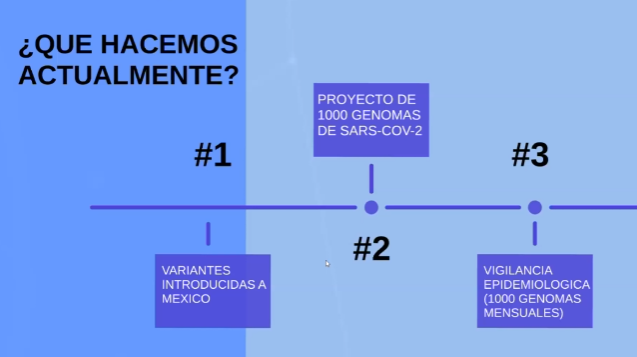 ¿QUE HACEMOS
ACTUALMENTE?
#1
VARIANTES
INTRODUCIDAS A
MEXICO
PROYECTO DE
1000 GENOMAS
DE SARS-COV-2
#2
#3
VIGILANCIA
EPIDEMIOLOGICA
(1000 GENOMAS
MENSUALES)